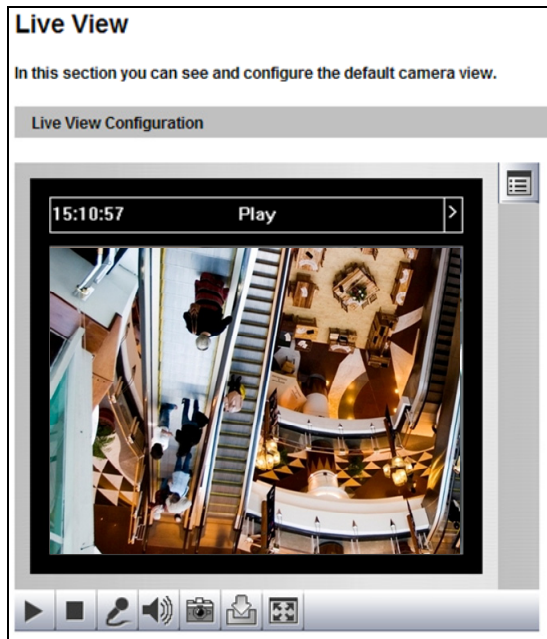 Live View
In this section you can see and configure the default camera view.
Live View Configuration
15:10:57 Play >